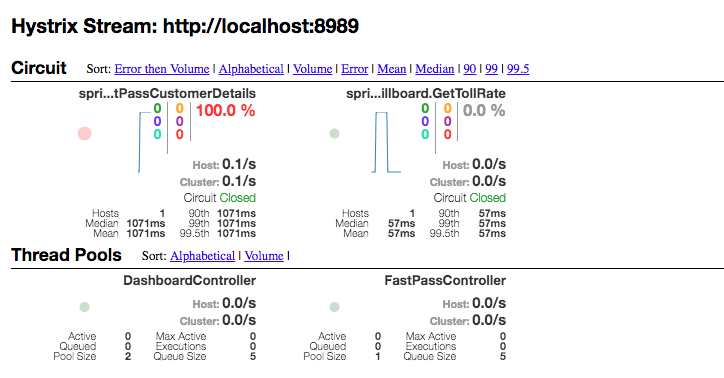 Hystrix Stream: http://localhost:8989
Circuit Sort: Error then Volume | Alphabetical | Volume | Error | Mean | Median | 90 | 99 | 99.5
spri...tPassCustomerDetails spri...illboard.GetTollRate
0 0 100.0 % 0 0 0.0 %
0 0 0 0
0 0 0 0
Host: 0.1/s Host: 0.0/s
Cluster: 0.1/s Cluster: 0.0/s
Circuit Closed Circuit Closed
Hosts 1 90th 1071ms Hosts 1 90th 57ms
Median 1071ms 99th 1071ms Median 57ms 99th 57ms
Mean 1071ms 99.5th 1071ms Mean 57ms 99.5th 57ms
Thread Pools Sort: Alphabetical | Volume |
DashboardController FastPassController
Host: 0.0/s Host: 0.0/s
Cluster: 0.0/s Cluster: 0.0/s
Active 0 Max Active 0 Active 0 Max Active 0
Queued 0 Executions 0 Queued 0 Executions 0
Pool Size 2 Queue Size 5 Pool Size 1 Queue Size 5